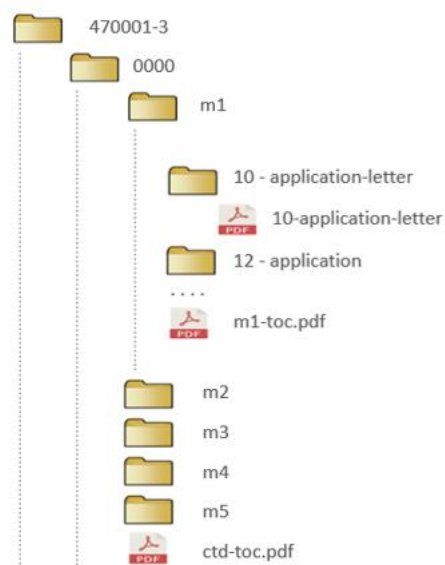 470001-3
0000
m1
10 - application-letter
PDF
10-application-letter
12 - application
....
PDF
m1-toc.pdf
m2
m3
m4
m5
PDF
ctd-toc.pdf